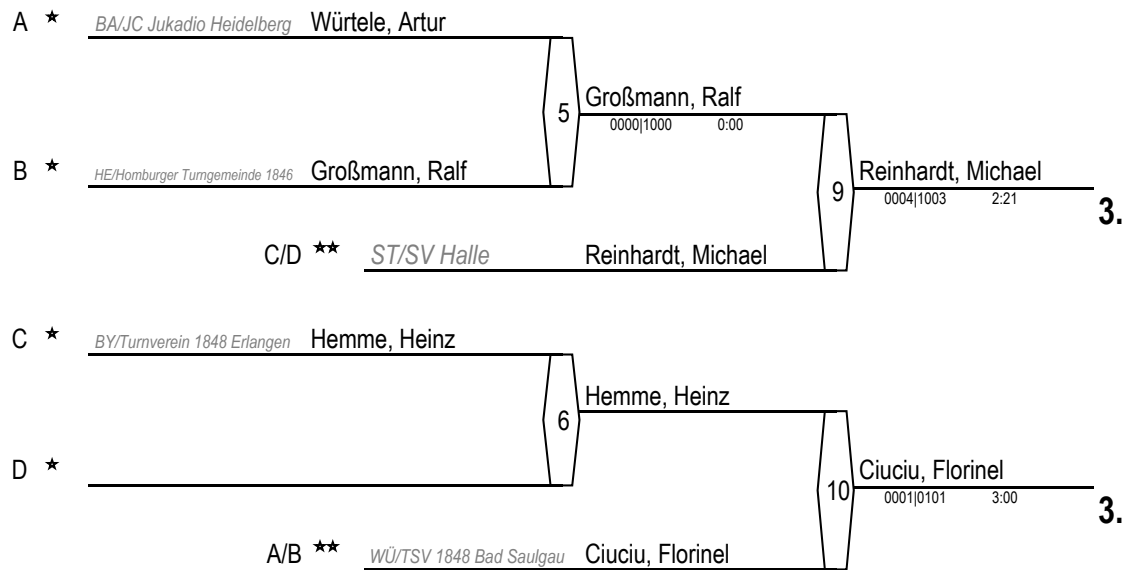 A ★ BA/JC Jukadio Heidelberg Würtele, Artur
5 Großmann, Ralf
0000|1000 0:00
B ★ HE/Homburger Turngemeinde 1846 Großmann, Ralf
9 Reinhardt, Michael
0004|1003 2:21
3.
C/D ★★ ST/SV Halle Reinhardt, Michael
C ★ BY/Turnverein 1848 Erlangen Hemme, Heinz
6 Hemme, Heinz
D ★
10 Ciuciu, Florinel
0001|0101 3:00
3.
A/B ★★ WÜ/TSV 1848 Bad Saulgau Ciuciu, Florinel